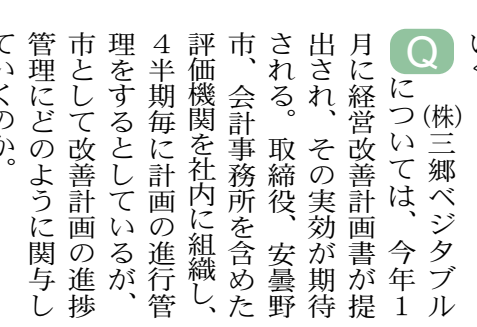 Q
㈱三郷ベジタブル
については、今年１
月に経営改善計画書が提
出され、その実効が期待
される。取締役、安曇野
市、会計事務所を含めた
評価機関を社内に組織し、
４半期毎に計画の進行管
理をするとしているが、
市として改善計画の進捗
管理にどのように関与し
ていくのか。